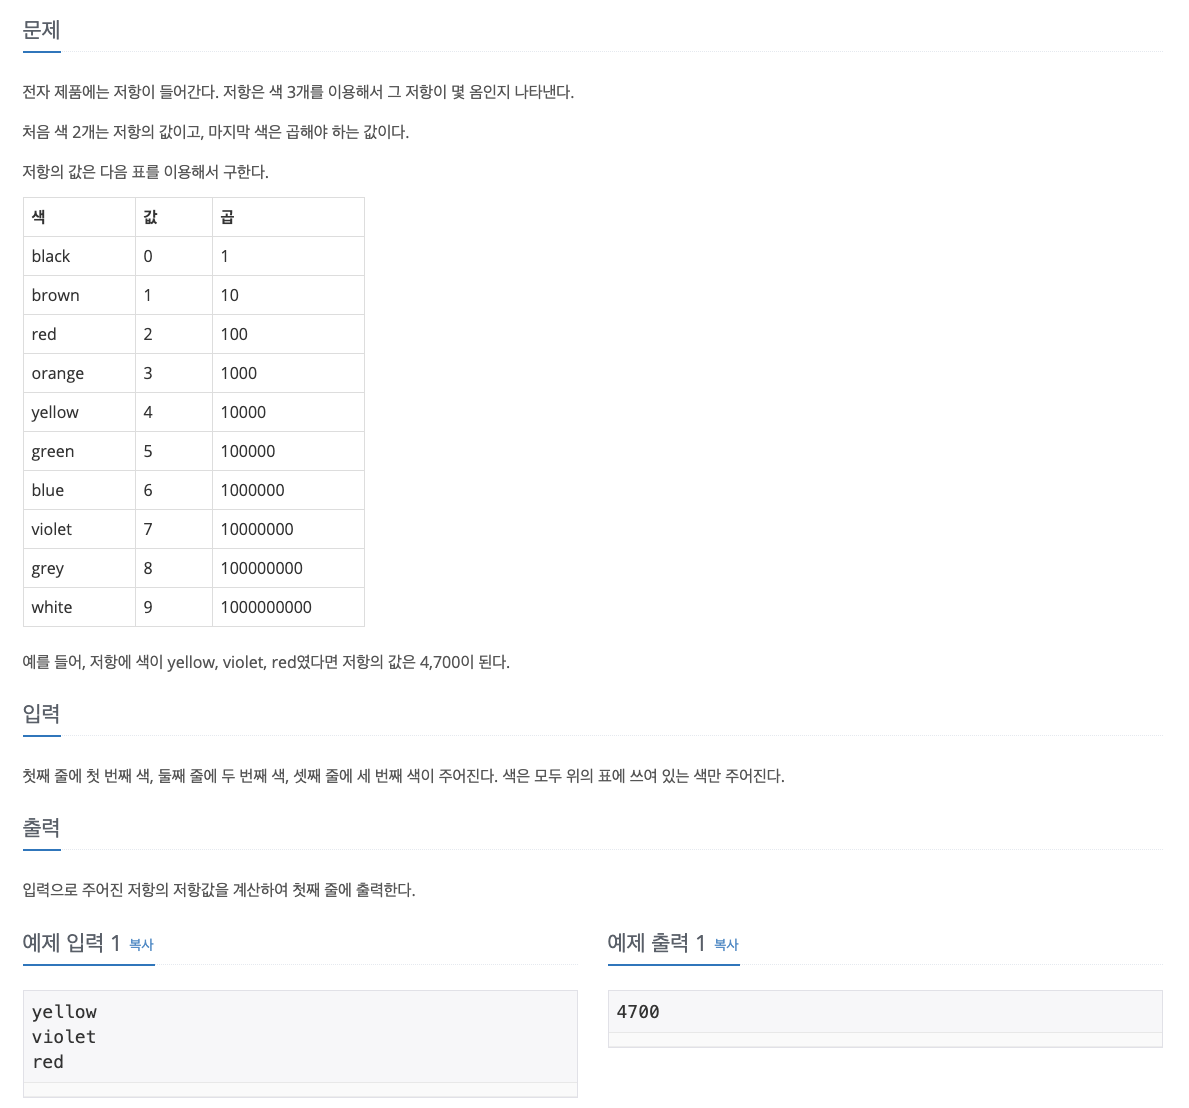 문제
전자 제품에는 저항이 들어간다. 저항은 색 3개를 이용해서 그 저항이 몇 옴인지 나타낸다.
처음 색 2개는 저항의 값이고, 마지막 색은 곱해야 하는 값이다.
저항의 값은 다음 표를 이용해서 구한다.
색 값 곱
black 0 1
brown 1 10
red 2 100
orange 3 1000
yellow 4 10000
green 5 100000
blue 6 1000000
violet 7 10000000
grey 8 100000000
white 9 1000000000
예를 들어, 저항에 색이 yellow, violet, red였다면 저항의 값은 4,700이 된다.
입력
첫째 줄에 첫 번째 색, 둘째 줄에 두 번째 색, 셋째 줄에 세 번째 색이 주어진다. 색은 모두 위의 표에 쓰여 있는 색만 주어진다.
출력
입력으로 주어진 저항의 저항값을 계산하여 첫째 줄에 출력한다.
예제 입력 1 복사
yellow
violet
red
예제 출력 1 복사
4700